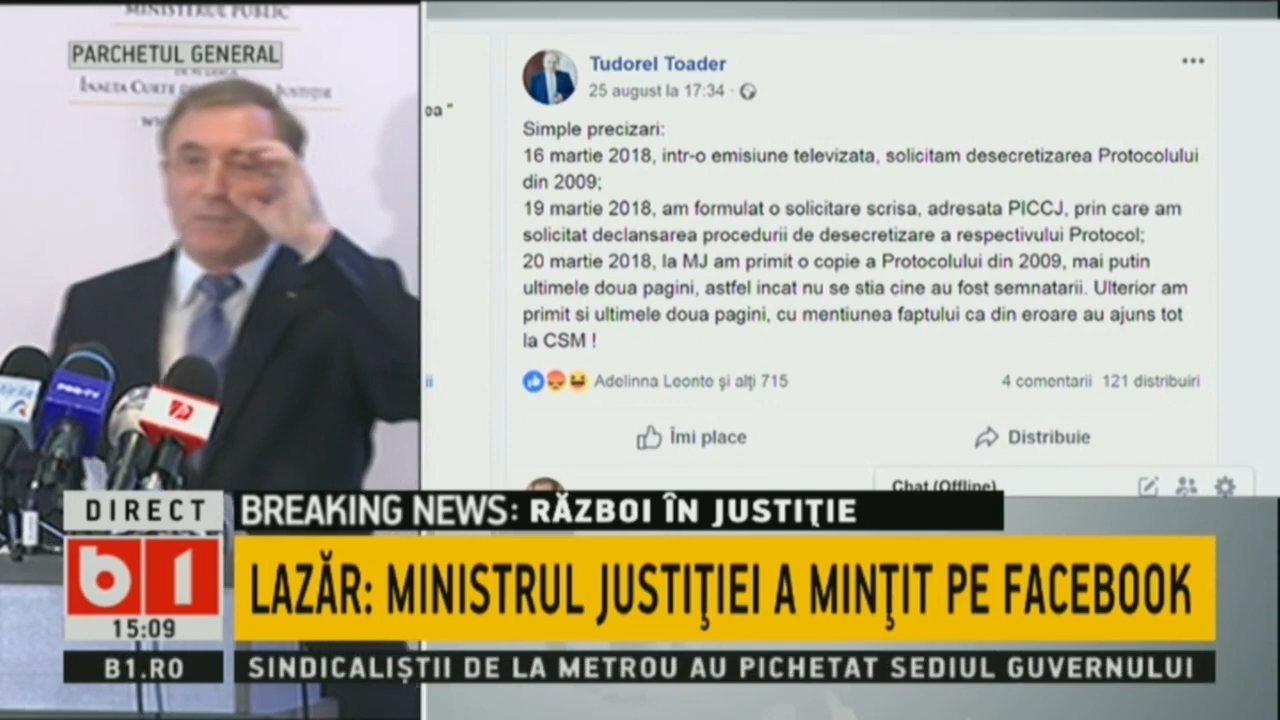 MINISTERUL PUBLIC
PARCHETUL GENERAL
ÎNALTA CURTE DE JUSTIȚIE
Tudorel Toader
25 august la 17:34
oa "
Simple precizari:
16 martie 2018, intr-o emisiune televizata, solicitam desecretizarea Protocolului
din 2009;
19 martie 2018, am formulat o solicitare scrisa, adresata PICCJ, prin care am
solicitat declansarea procedurii de desecretizare a respectivului Protocol;
20 martie 2018, la MJ am primit o copie a Protocolului din 2009, mai putin
ultimele doua pagini, astfel incat nu se stia cine au fost semnatarii. Ulterior am
primit si ultimele doua pagini, cu mentiunea faptului ca din eroare au ajuns tot
la CSM !
Adelinna Leonte și alți 715
4 comentarii 121 distribuiri
Îmi place
Distribuie
Chat (Offline)
DIRECT
BREAKING NEWS: RĂZBOI ÎN JUSTIŢIE
b1
LAZĂR: MINISTRUL JUSTIŢIEI A MINŢIT PE FACEBOOK
15:09
B1.RO
SINDICALIȘTII DE LA METROU AU PICHETAT SEDIUL GUVERNULUI